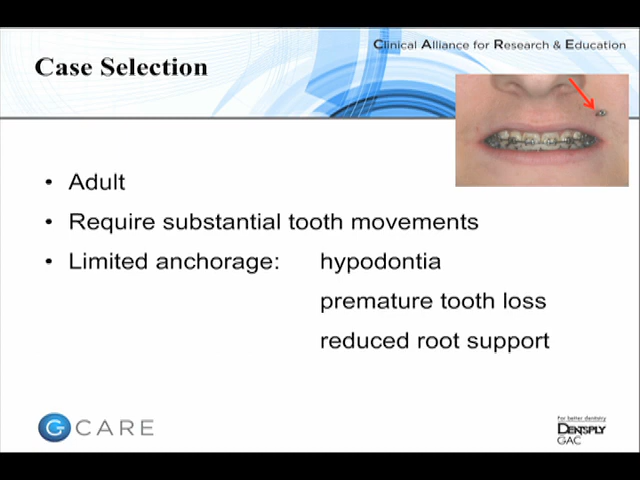 Clinical Alliance for Research & Education
Case Selection
• Adult
• Require substantial tooth movements
• Limited anchorage: hypodontia
premature tooth loss
reduced root support
G CARE
For better dentistry
DENTSPLY
GAC